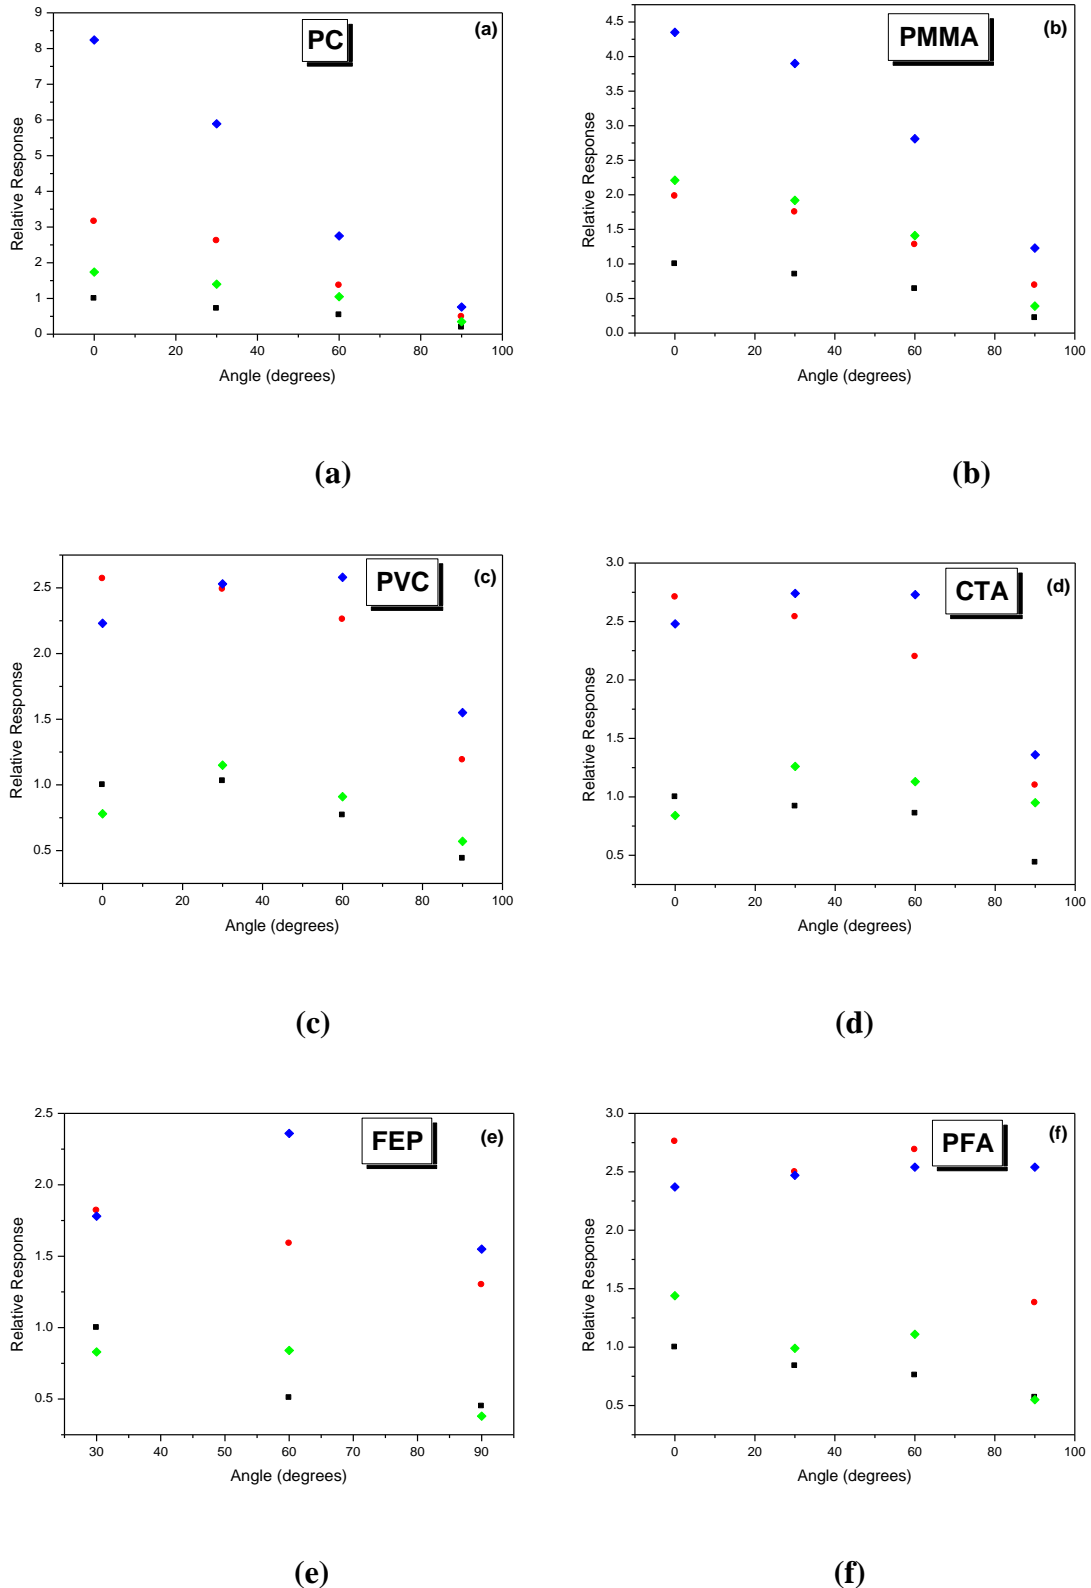 PC
(a)
9
8
7
6
5
4
3
2
1
0
Relative Response
0 20 40 60 80 100
Angle (degrees)
PMMA
(b)
4.5
4.0
3.5
3.0
2.5
2.0
1.5
1.0
0.5
0.0
Relative Response
0 20 40 60 80 100
Angle (degrees)
(a)
(b)
PVC
(c)
2.5
2.0
1.5
1.0
0.5
Relative Response
0 20 40 60 80 100
Angle (degrees)
CTA
(d)
3.0
2.5
2.0
1.5
1.0
0.5
Relative Response
0 20 40 60 80 100
Angle (degrees)
(c)
(d)
FEP
(e)
2.5
2.0
1.5
1.0
0.5
Relative Response
30 40 50 60 70 80 90
Angle (degrees)
PFA
(f)
3.0
2.5
2.0
1.5
1.0
0.5
Relative Response
0 20 40 60 80 100
Angle (degrees)
(e)
(f)